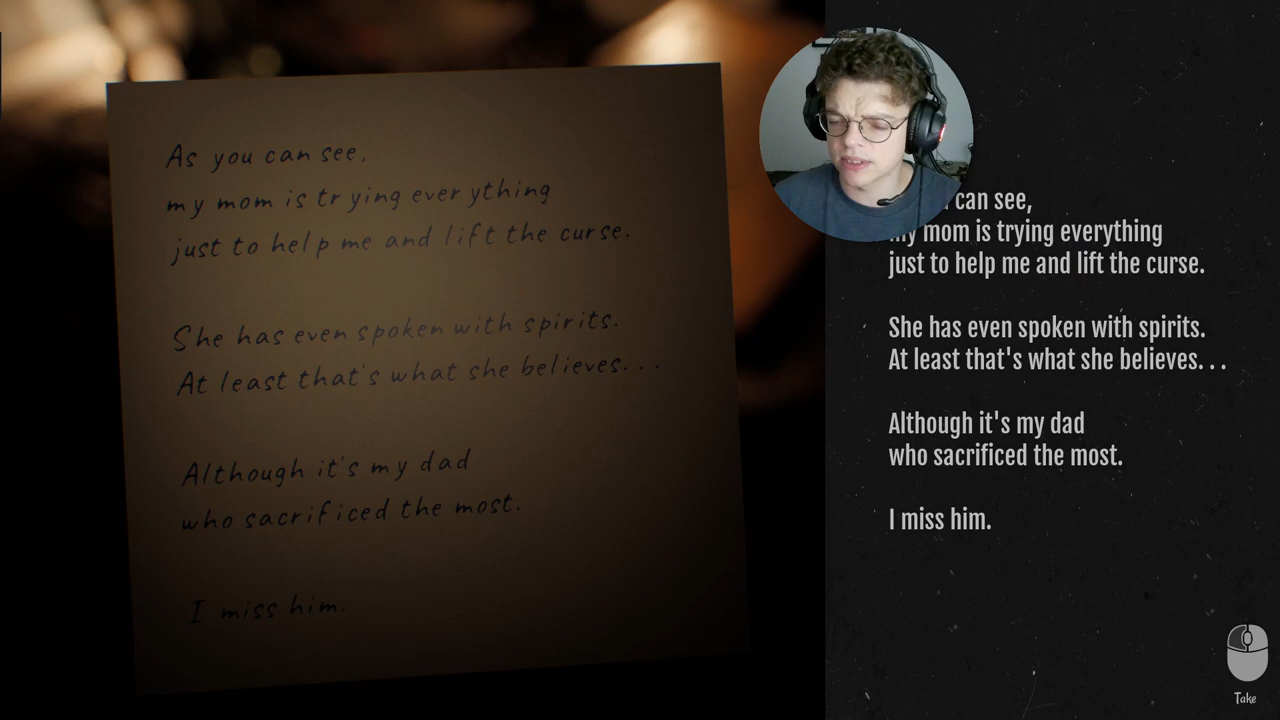 As you can see,
my mom is trying everything
just to help me and lift the curse.
She has even spoken with spirits.
At least that's what she believes. . .
Although it's my dad
who sacrificed the most.
I miss him.
can see,
my mom is trying everything
just to help me and lift the curse.
She has even spoken with spirits.
At least that's what she believes. . .
Although it's my dad
who sacrificed the most.
I miss him.
Take